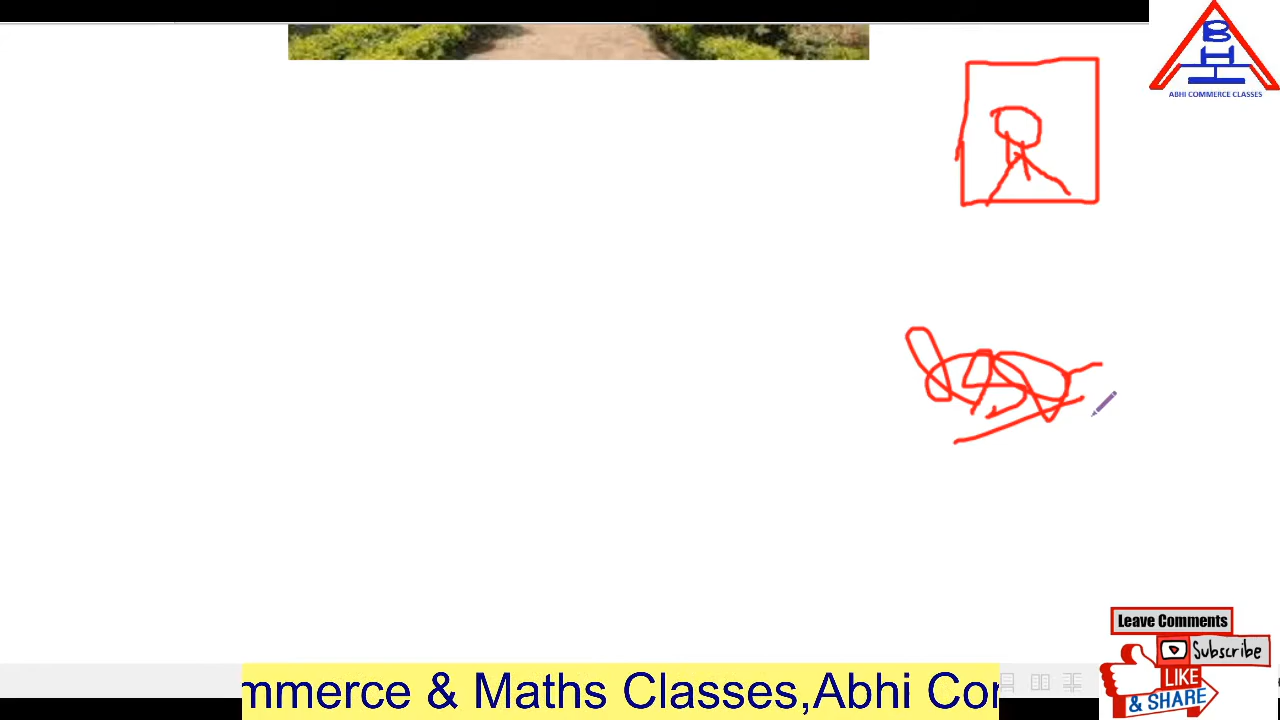 B
H
I
ABHI COMMERCE CLASSES
Leave Comments
Subscribe
LIKE
& SHARE
mmerce & Maths Classes,Abhi Cor